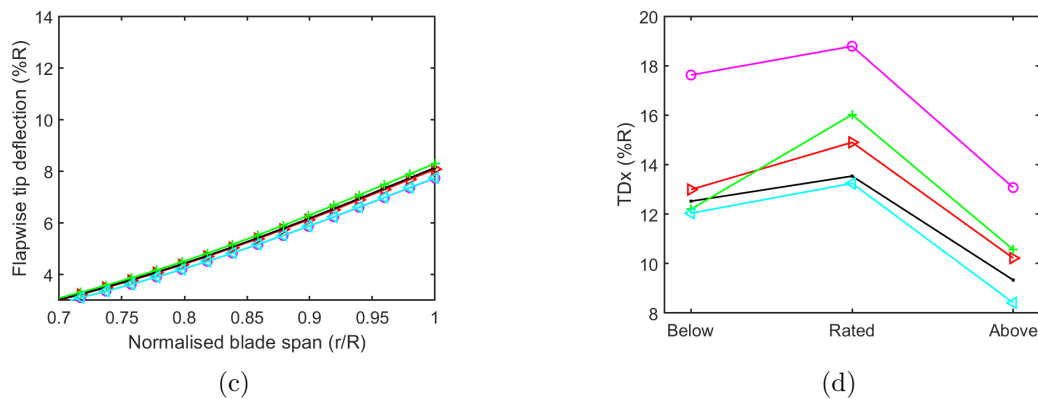 14
12
10
8
6
4
Flapwise tip deflection (%R)
0.7 0.75 0.8 0.85 0.9 0.95 1
Normalised blade span (r/R)
(c)
20
18
16
14
12
10
8
TDx (%R)
Below Rated Above
(d)